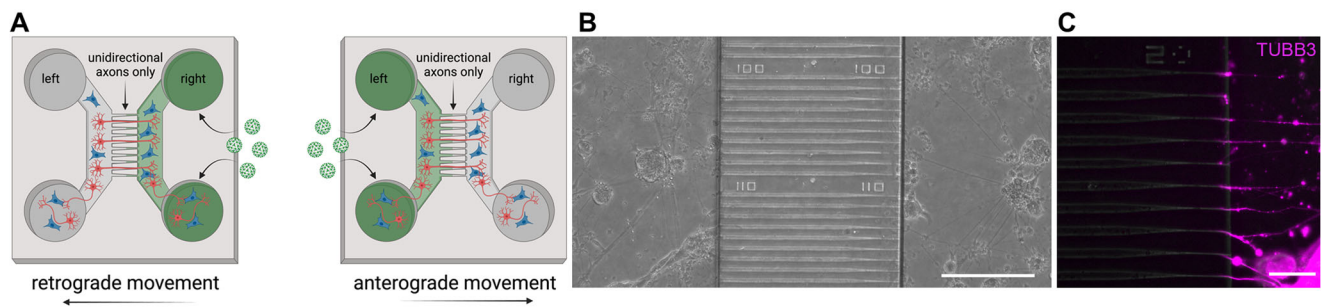 A
unidirectional
axons only
left
right
retrograde movement
unidirectional
axons only
left
right
anterograde movement
B
100
100
110
110
C
TUBB3